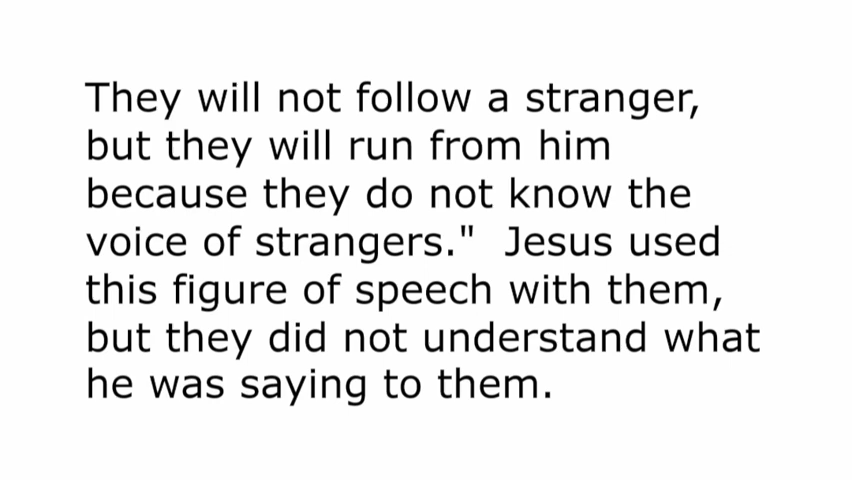 They will not follow a stranger,
but they will run from him
because they do not know the
voice of strangers."  Jesus used
this figure of speech with them,
but they did not understand what
he was saying to them.